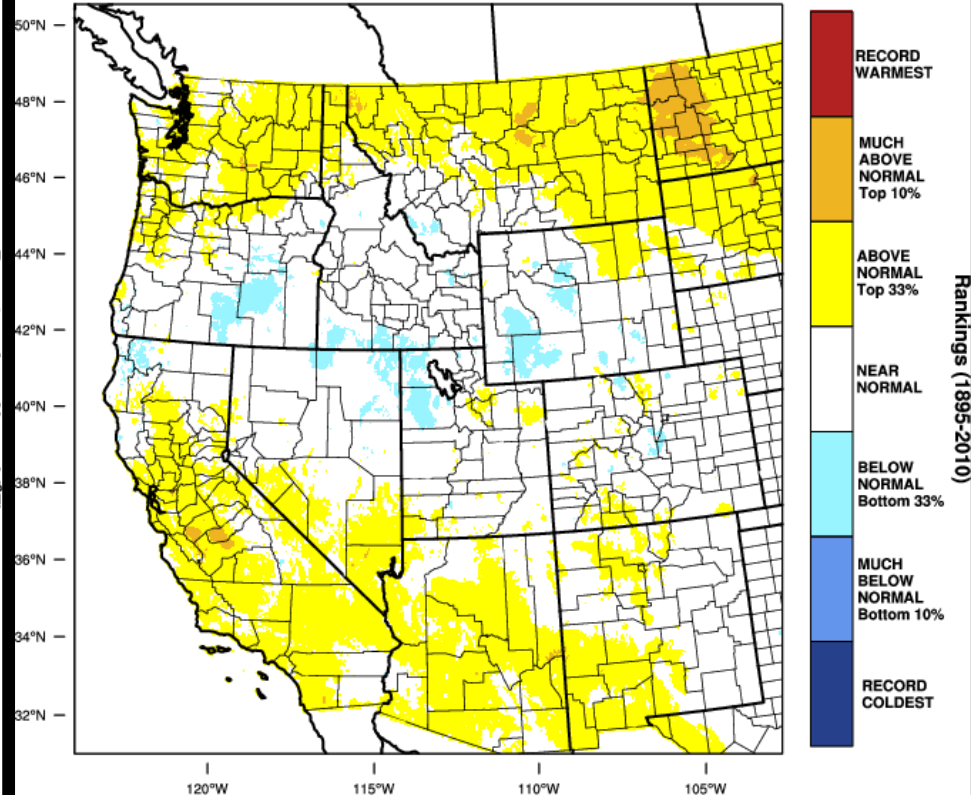 50°N
48°N
46°N
44°N
42°N
40°N
38°N
36°N
34°N
32°N
120°W
115°W
110°W
105°W
RECORD
WARMEST
MUCH
ABOVE
NORMAL
Top 10%
ABOVE
NORMAL
Top 33%
NEAR
NORMAL
BELOW
NORMAL
Bottom 33%
MUCH
BELOW
NORMAL
Bottom 10%
RECORD
COLDEST
Rankings (1895-2010)